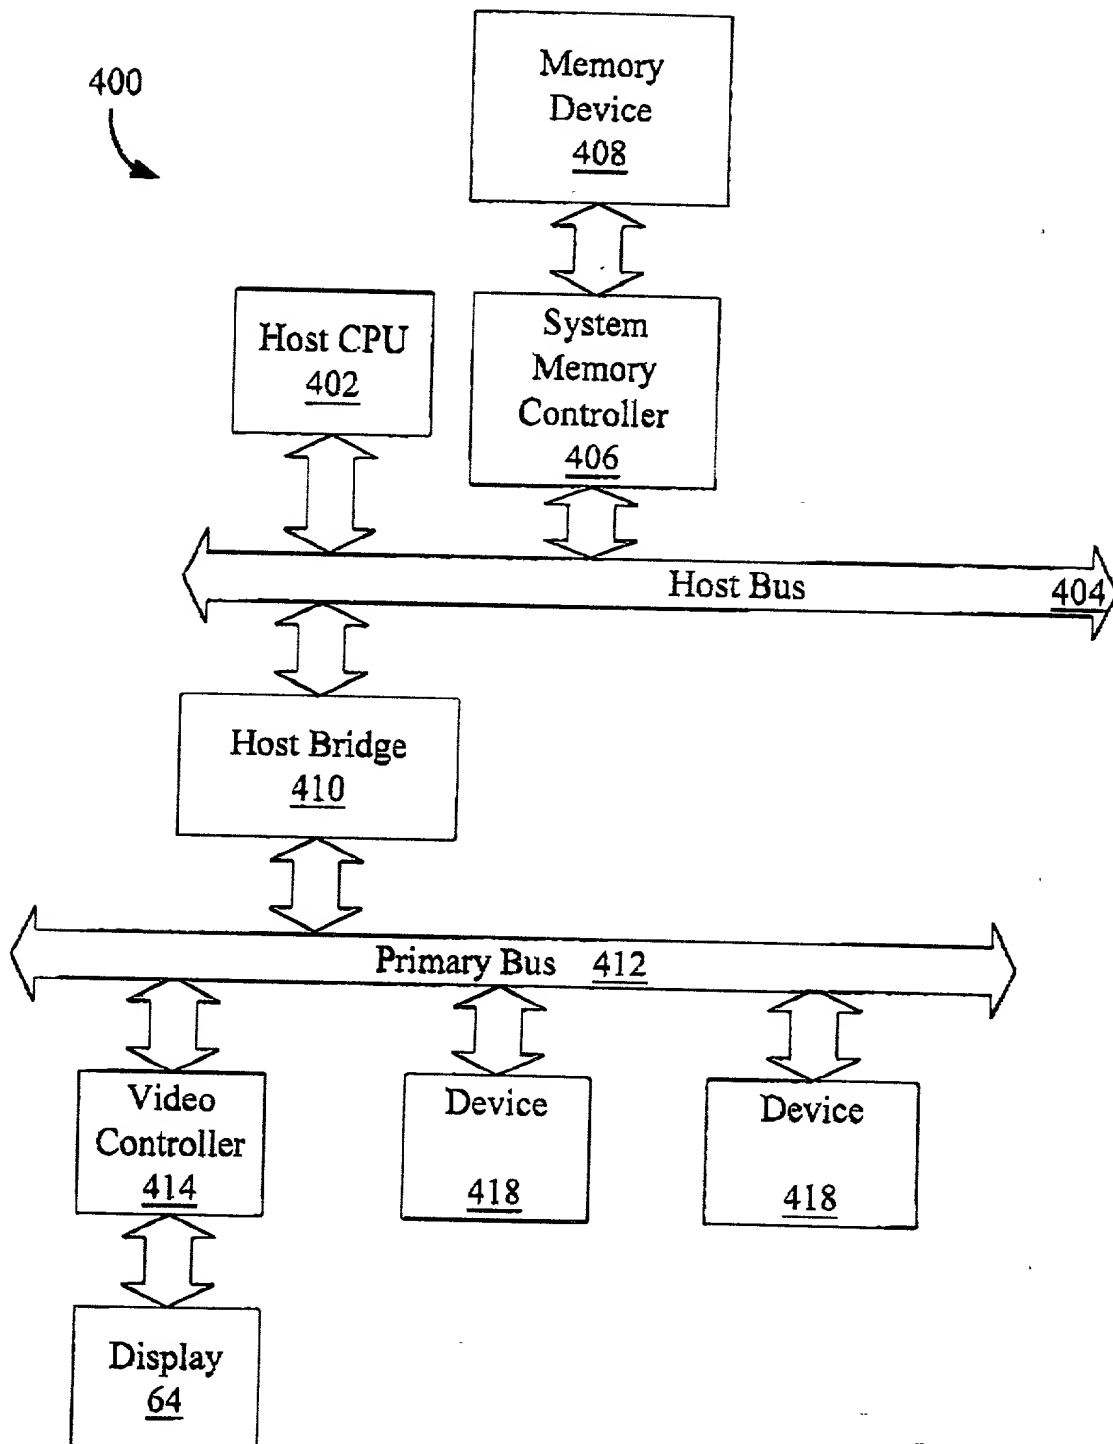 400
Memory
Device
408
Host CPU
402
System
Memory
Controller
406
Host Bus 404
Host Bridge
410
Primary Bus 412
Video
Controller
414
Device
418
Device
418
Display
64